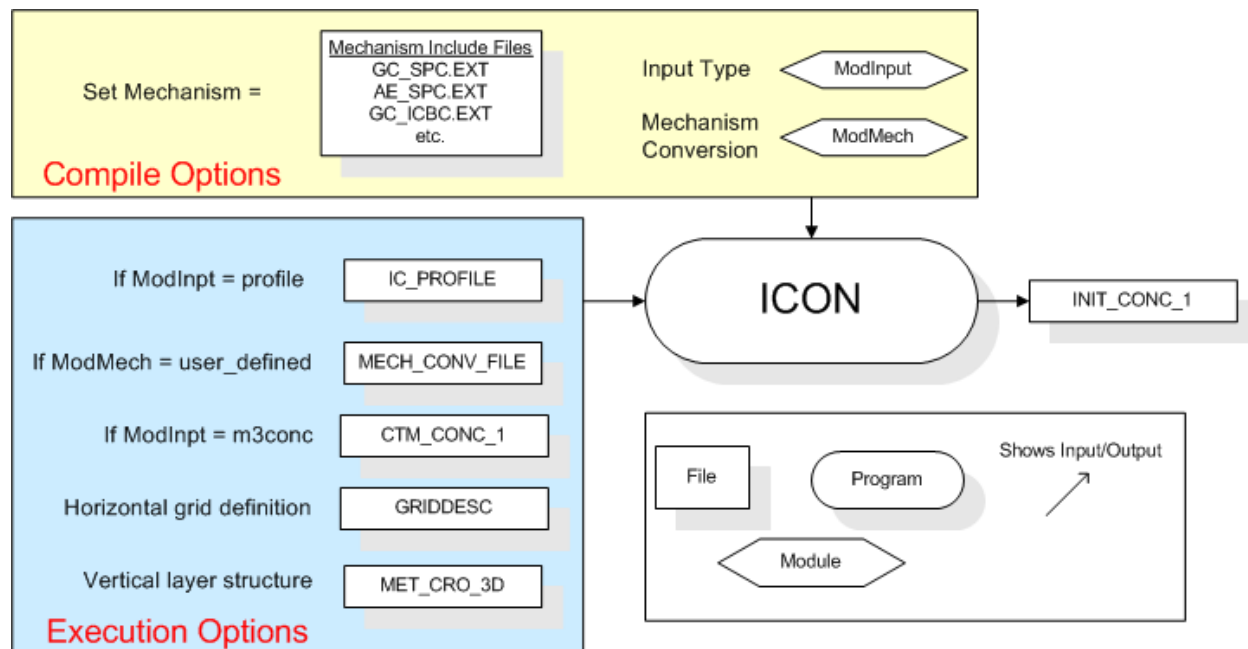 Set Mechanism =
Mechanism Include Files
GC_SPC.EXT
AE_SPC.EXT
GC_ICBC.EXT
etc.
Input Type
ModInput
Mechanism
Conversion
ModMech
Compile Options
If ModInpt = profile
IC_PROFILE
If ModMech = user_defined
MECH_CONV_FILE
If ModInpt = m3conc
CTM_CONC_1
Horizontal grid definition
GRIDDESC
Vertical layer structure
MET_CRO_3D
Execution Options
ICON
INIT_CONC_1
File
Program
Shows Input/Output
Module